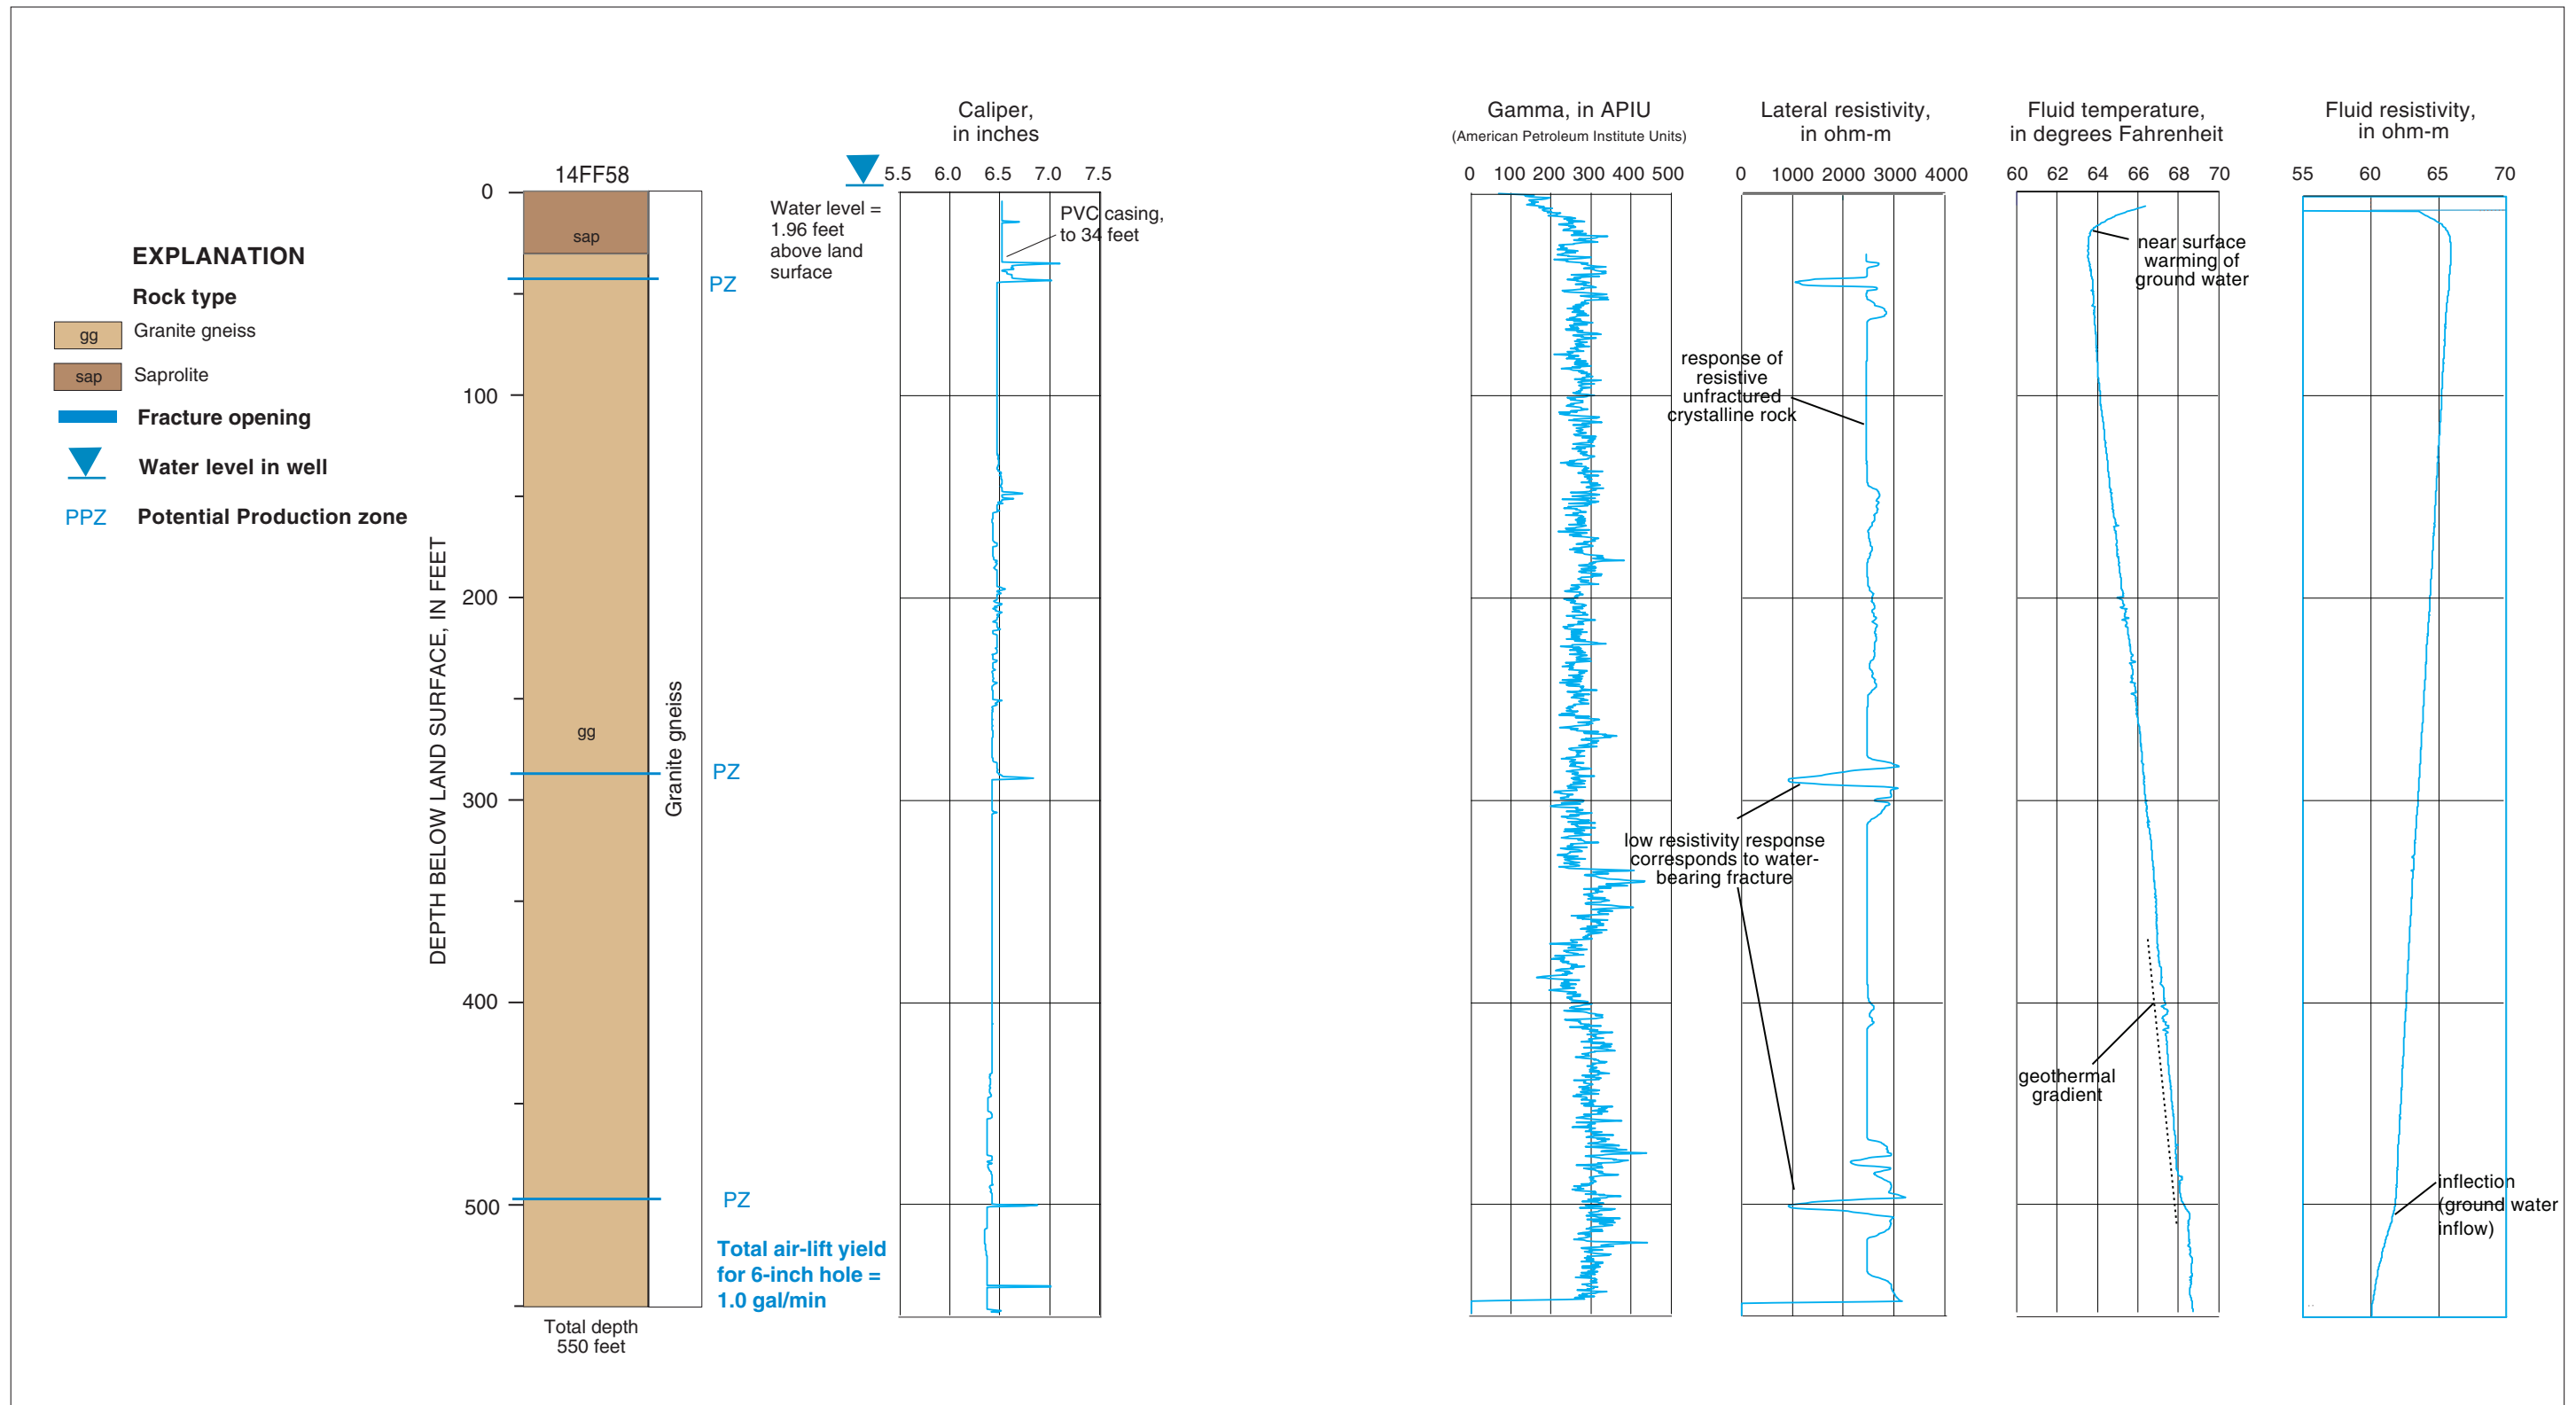 EXPLANATION
Rock type
gg
Granite gneiss
sap
Saprolite
Fracture opening
Water level in well
PPZ
Potential Production zone
DEPTH BELOW LAND SURFACE, IN FEET
0
100
200
300
400
500
14FF58
sap
gg
Granite gneiss
PZ
PZ
PZ
Total depth
550 feet
Total air-lift yield
for 6-inch hole =
1.0 gal/min
Water level =
1.96 feet
above land
surface
Caliper,
in inches
5.5 6.0 6.5 7.0 7.5
PVC casing,
to 34 feet
Gamma, in APIU
(American Petroleum Institute Units)
0 100 200 300 400 500
Lateral resistivity,
in ohm-m
0 1000 2000 3000 4000
response of
resistive
unfractured
crystalline rock
low resistivity response
corresponds to water-
bearing fracture
Fluid temperature,
in degrees Fahrenheit
60 62 64 66 68 70
near surface
warming of
ground water
geothermal
gradient
Fluid resistivity,
in ohm-m
55 60 65 70
inflection
(ground water
inflow)